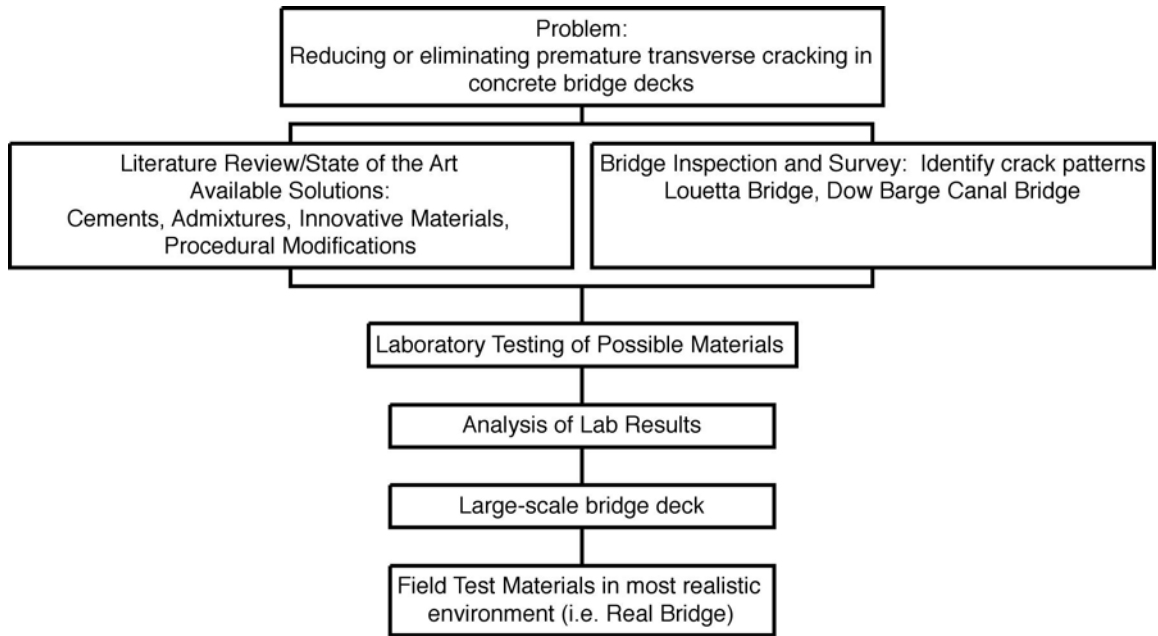 Problem:
Reducing or eliminating premature transverse cracking in
concrete bridge decks
Literature Review/State of the Art
Available Solutions:
Cements, Admixtures, Innovative Materials,
Procedural Modifications
Bridge Inspection and Survey:  Identify crack patterns
Louetta Bridge, Dow Barge Canal Bridge
Laboratory Testing of Possible Materials
Analysis of Lab Results
Large-scale bridge deck
Field Test Materials in most realistic
environment (i.e. Real Bridge)